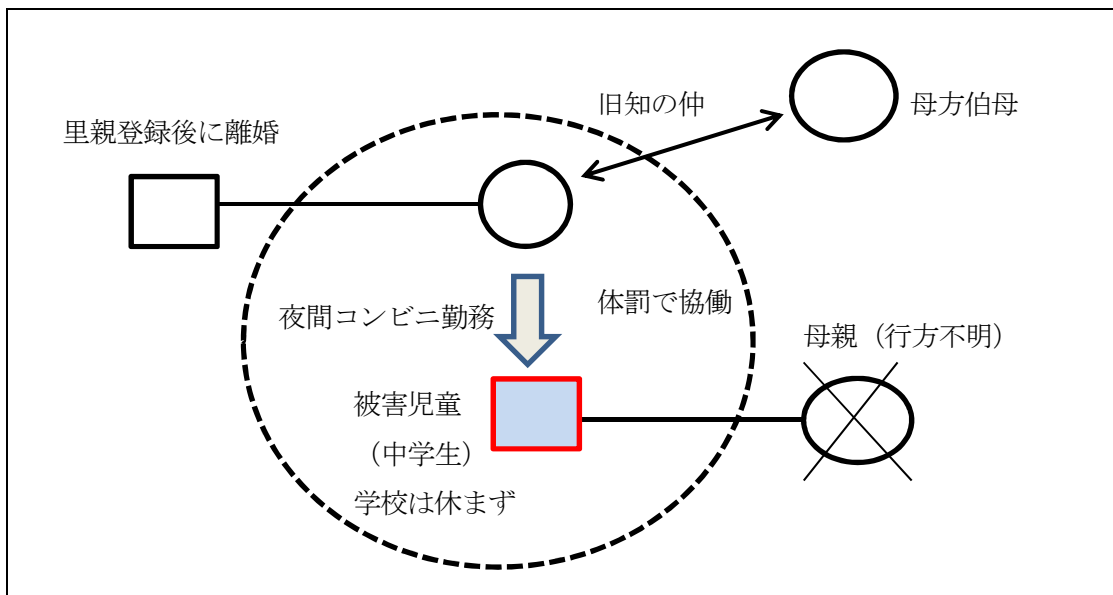 旧知の仲
母方伯母
里親登録後に離婚
夜間コンビニ勤務
体罰で協働
母親（行方不明）
被害児童
（中学生）
学校は休まず